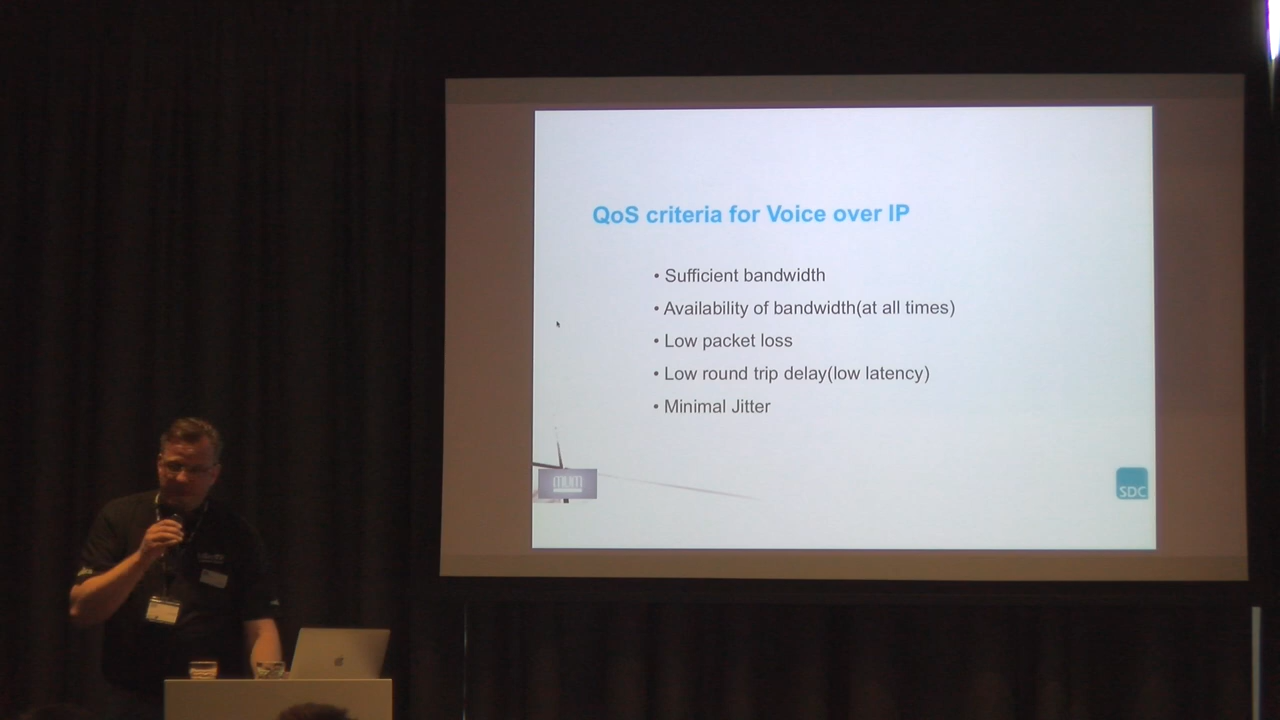 QoS criteria for Voice over IP
• Sufficient bandwidth
• Availability of bandwidth(at all times)
• Low packet loss
• Low round trip delay(low latency)
• Minimal Jitter
SDC